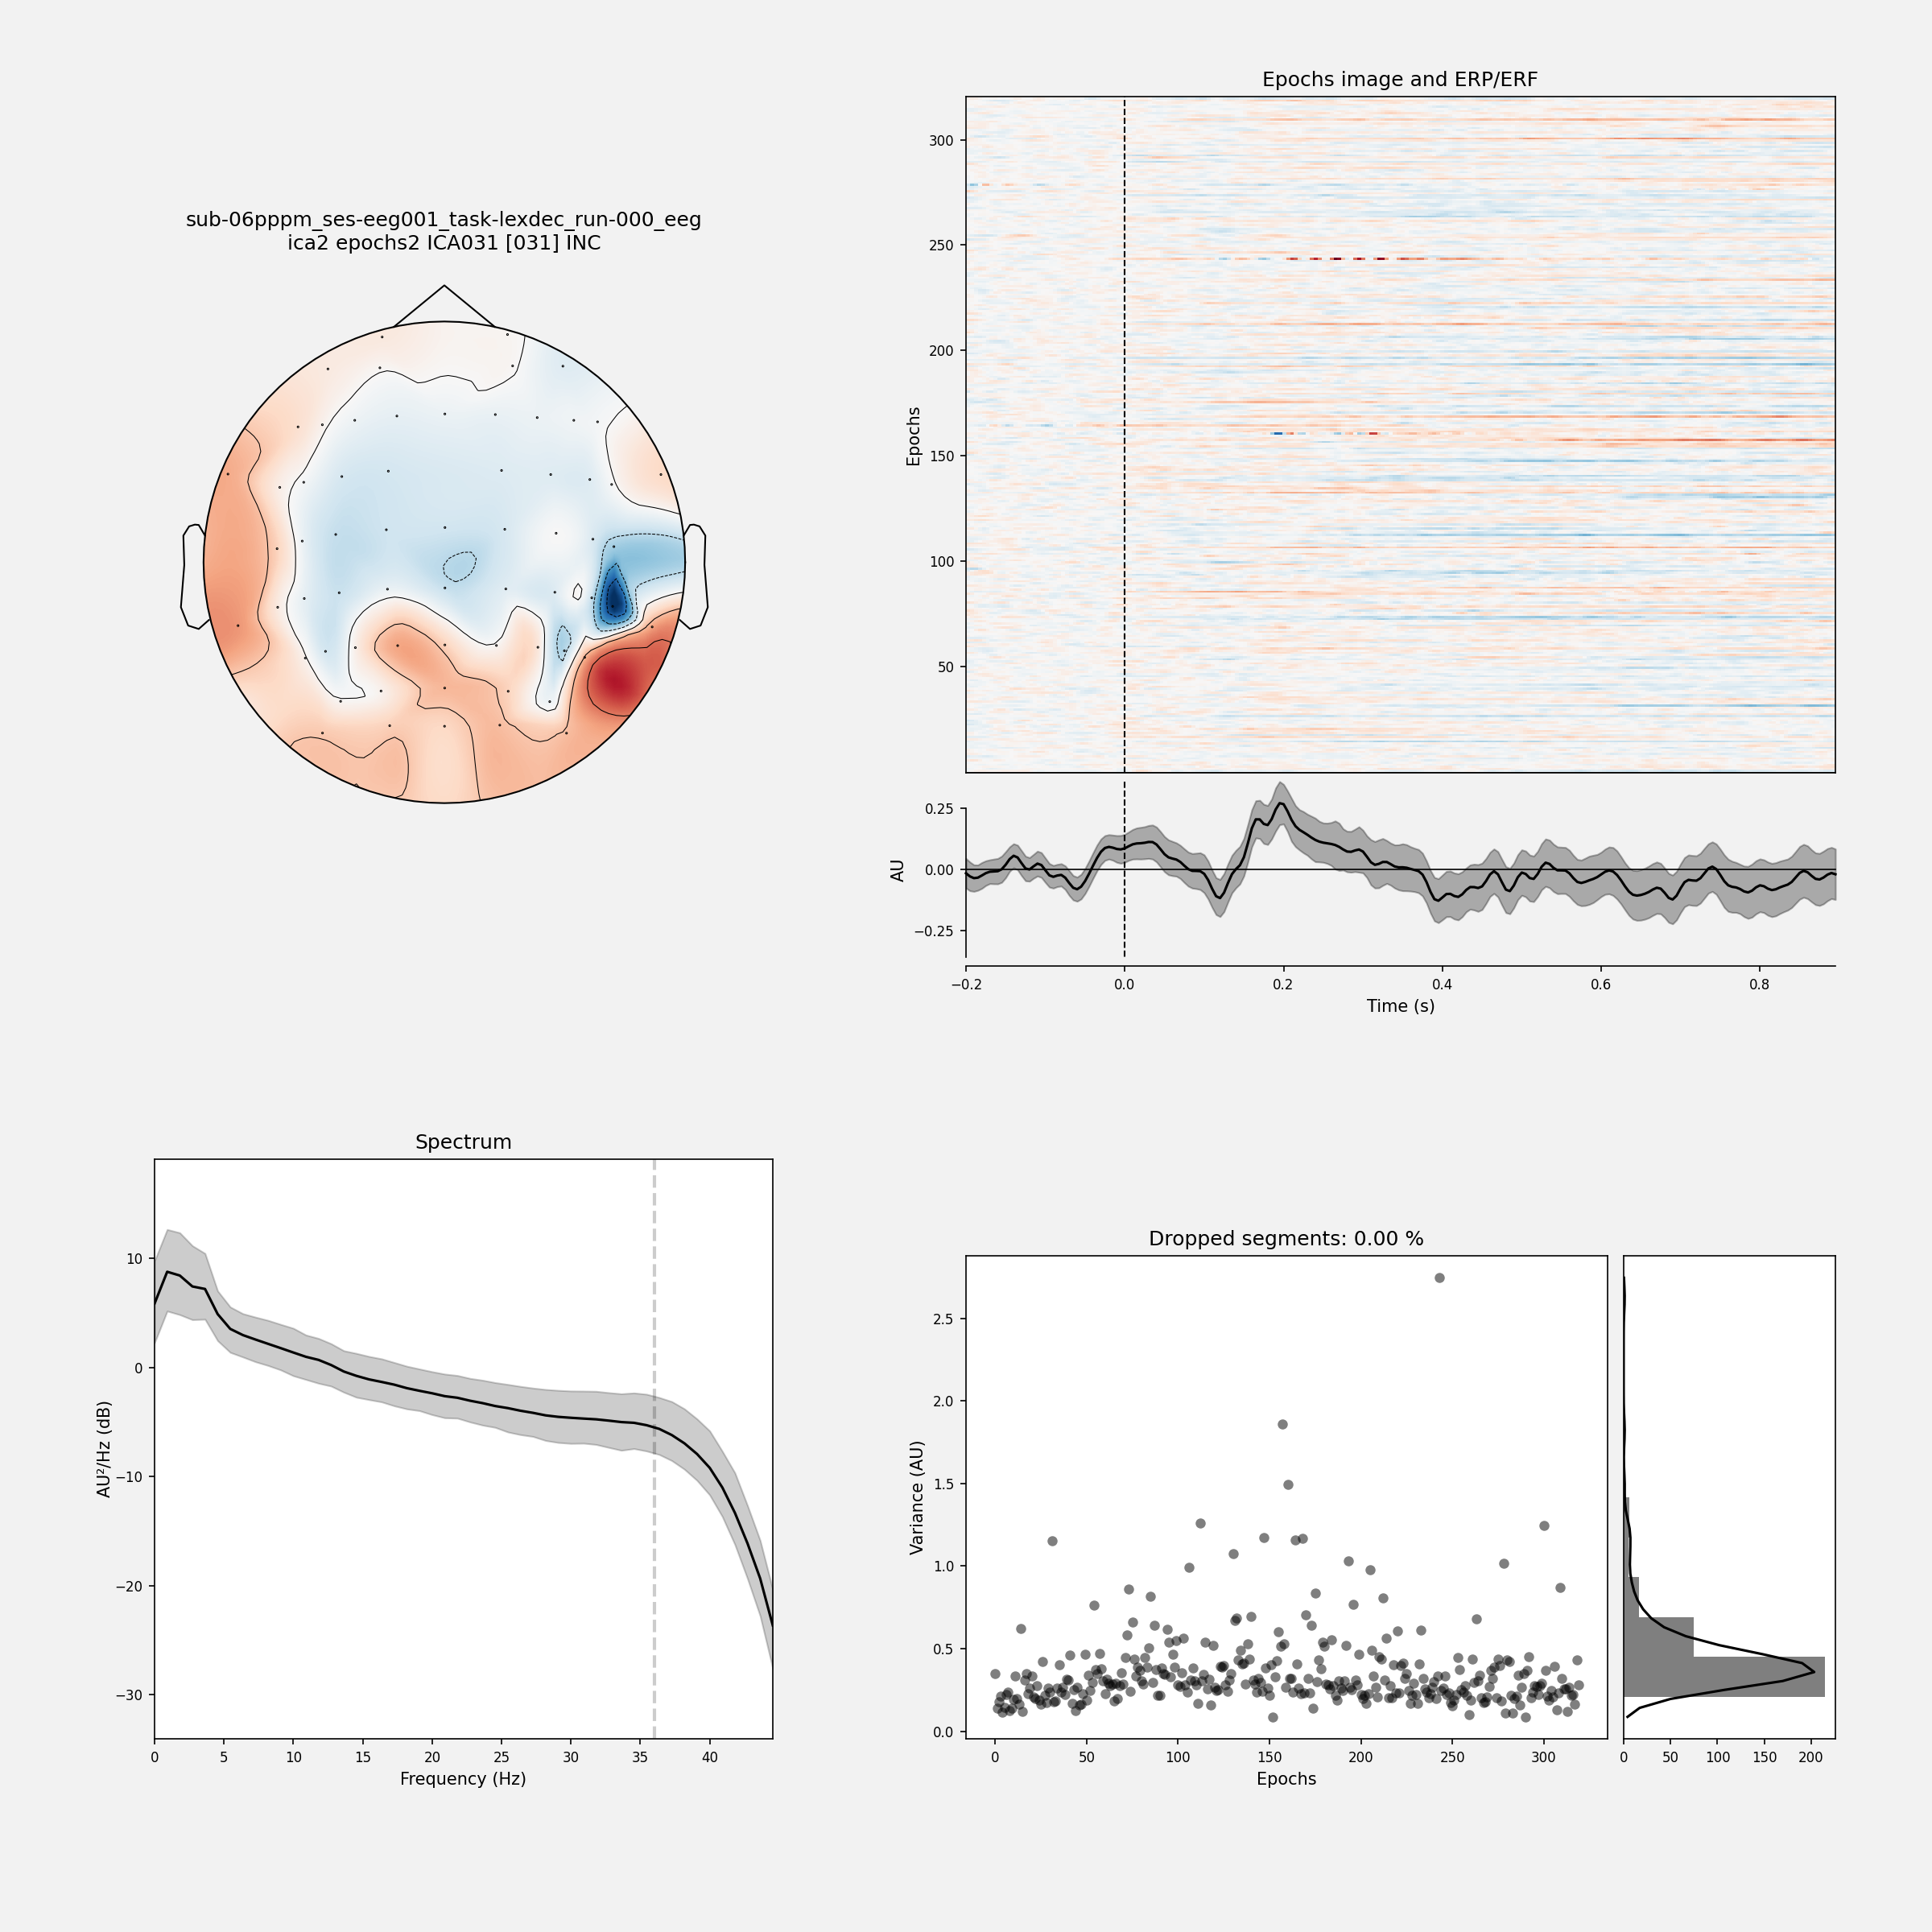 sub-06pppm_ses-eeg001_task-lexdec_run-000_eeg
ica2 epochs2 ICA031 [031] INC
Epochs image and ERP/ERF
Epochs
300
250
200
150
100
50
AU
0.25
0.00
−0.25
−0.2 0.0 0.2 0.4 0.6 0.8
Time (s)
Spectrum
AU²/Hz (dB)
10
0
−10
−20
−30
0 5 10 15 20 25 30 35 40
Frequency (Hz)
Dropped segments: 0.00 %
Variance (AU)
2.5
2.0
1.5
1.0
0.5
0.0
0 50 100 150 200 250 300
Epochs
0 50 100 150 200